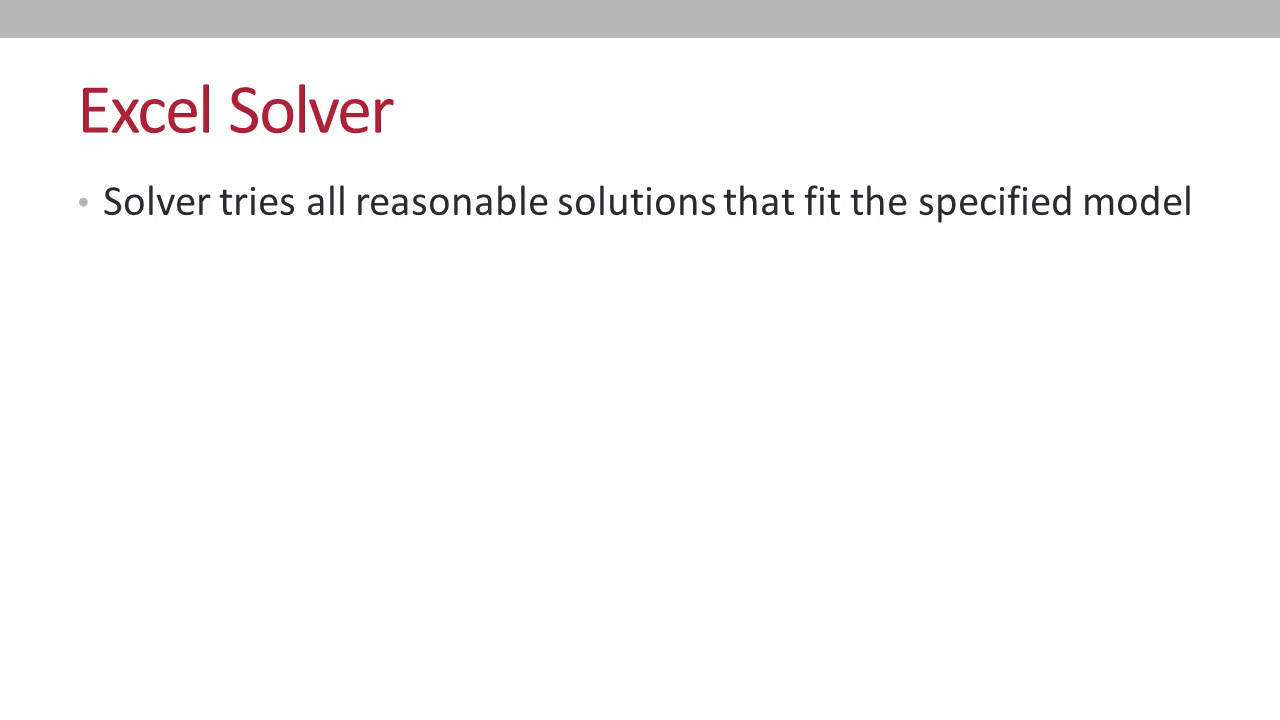 Excel Solver
• Solver tries all reasonable solutions that fit the specified model